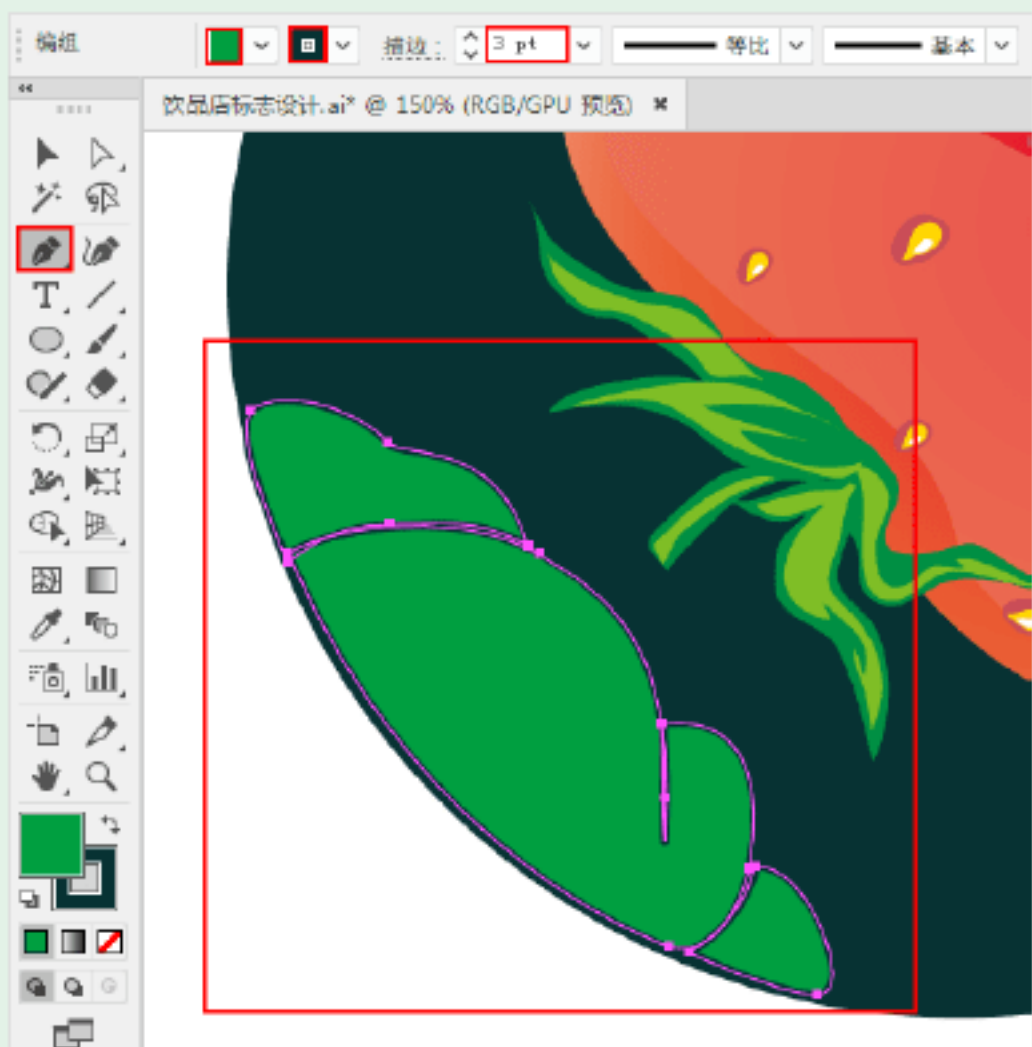 编组 描边： 3 pt 等比 基本
饮品店标志设计.ai* @ 150% (RGB/GPU 预览) ×